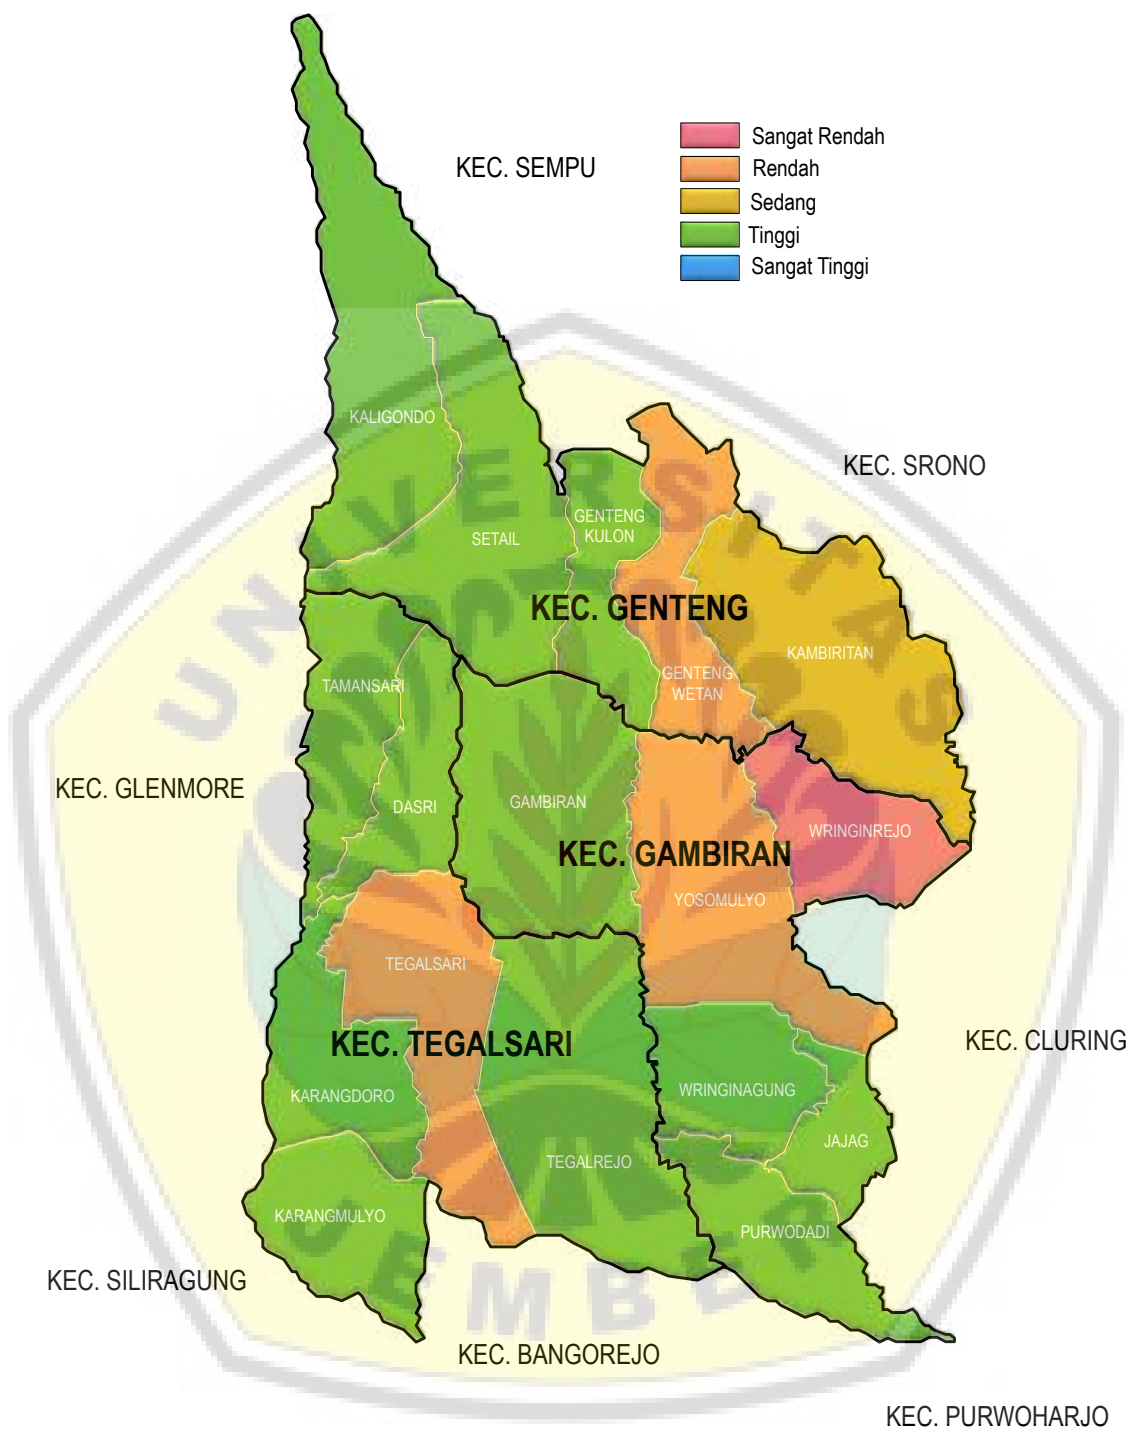 KEC. SEMPU
Sangat Rendah
Rendah
Sedang
Tinggi
Sangat Tinggi
KALIGONDO
KEC. SRONO
SETAIL
GENTENG
KULON
KEC. GENTENG
KAMBIRITAN
GENTENG
WETAN
TAMANSARI
KEC. GLENMORE
DASRI
GAMBIRAN
WRINGINREJO
KEC. GAMBIRAN
YOSOMULYO
TEGALSARI
KEC. TEGALSARI
KEC. CLURING
KARANGDORO
WRINGINAGUNG
JAJAG
TEGALREJO
KARANGMULYO
PURWODADI
KEC. SILIRAGUNG
KEC. BANGOREJO
KEC. PURWOHARJO
UNIVERSITAS
JEMBER